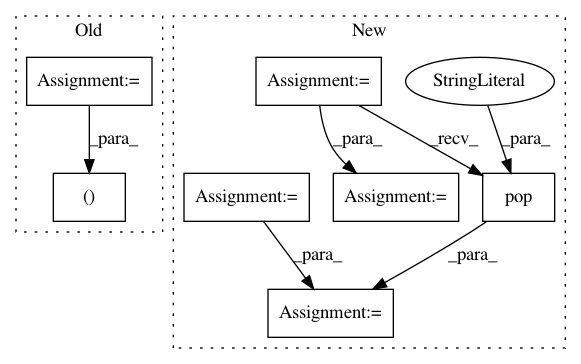 Old
New
Assignment:=
Assignment:=
StringLiteral
_para_
_para_
_recv_
_para_
()
Assignment:=
Assignment:=
pop
_para_
_para_
Assignment:=